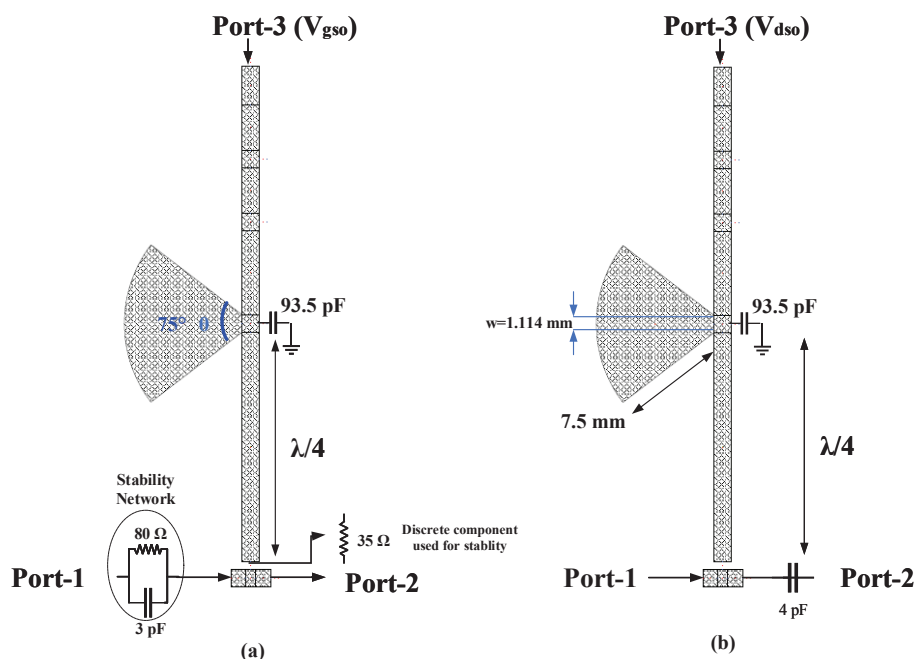 Port-3 (Vgso)
93.5 pF
75° θ
λ/4
Stability
Network
80 Ω
3 pF
35 Ω
Discrete component
used for stablity
Port-1
Port-2
(a)
Port-3 (Vdso)
93.5 pF
w=1.114 mm
7.5 mm
λ/4
Port-1
Port-2
4 pF
(b)